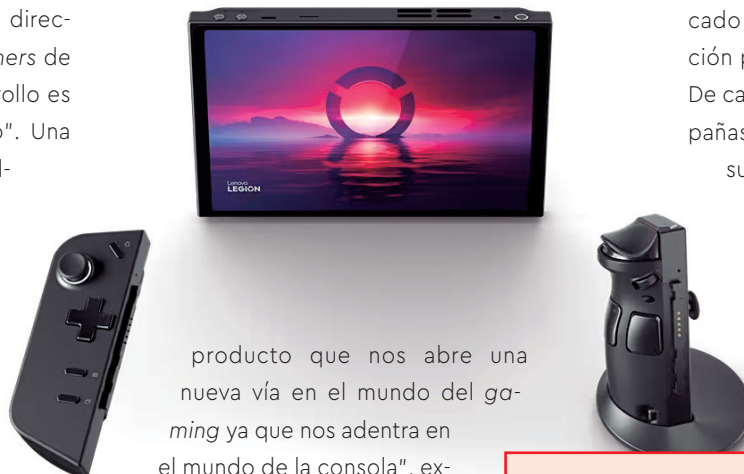 direc-
ners de
rollo es
o". Una
producto que nos abre una
nueva vía en el mundo del ga-
ming ya que nos adentra en
el mundo de la consola", ex-
Lenovo
LEGION
cado
ción p
De ca
pañas
su